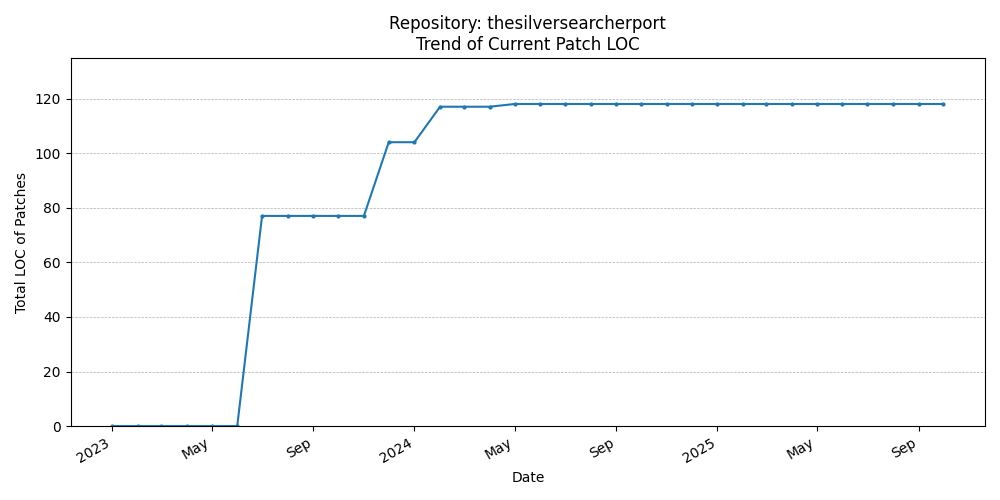 Repository: thesilversearcherport
Trend of Current Patch LOC
Total LOC of Patches
120
100
80
60
40
20
0
2023
May
Sep
2024
May
Sep
2025
May
Sep
Date